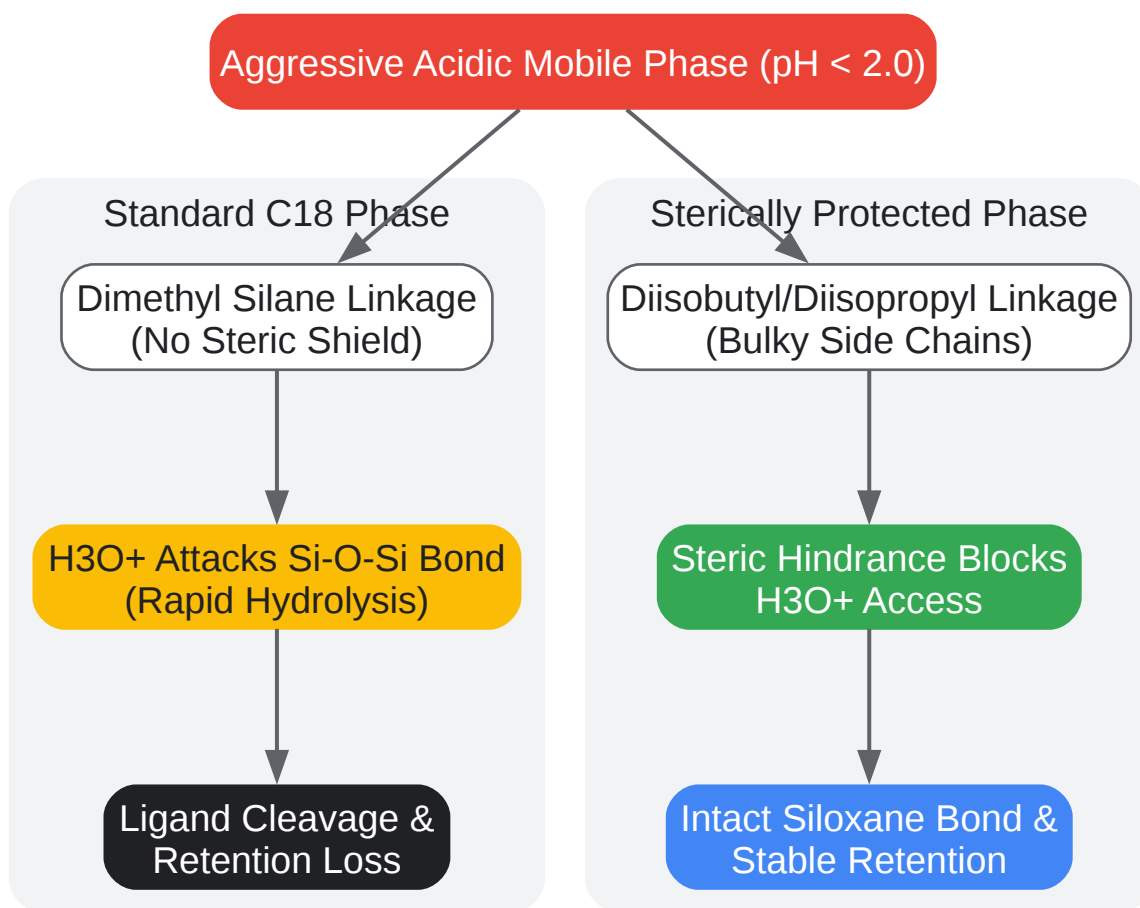 Aggressive Acidic Mobile Phase (pH < 2.0)
Standard C18 Phase
Dimethyl Silane Linkage
(No Steric Shield)
H3O+ Attacks Si-O-Si Bond
(Rapid Hydrolysis)
Ligand Cleavage &
Retention Loss
Sterically Protected Phase
Diisobutyl/Diisopropyl Linkage
(Bulky Side Chains)
Steric Hindrance Blocks
H3O+ Access
Intact Siloxane Bond &
Stable Retention